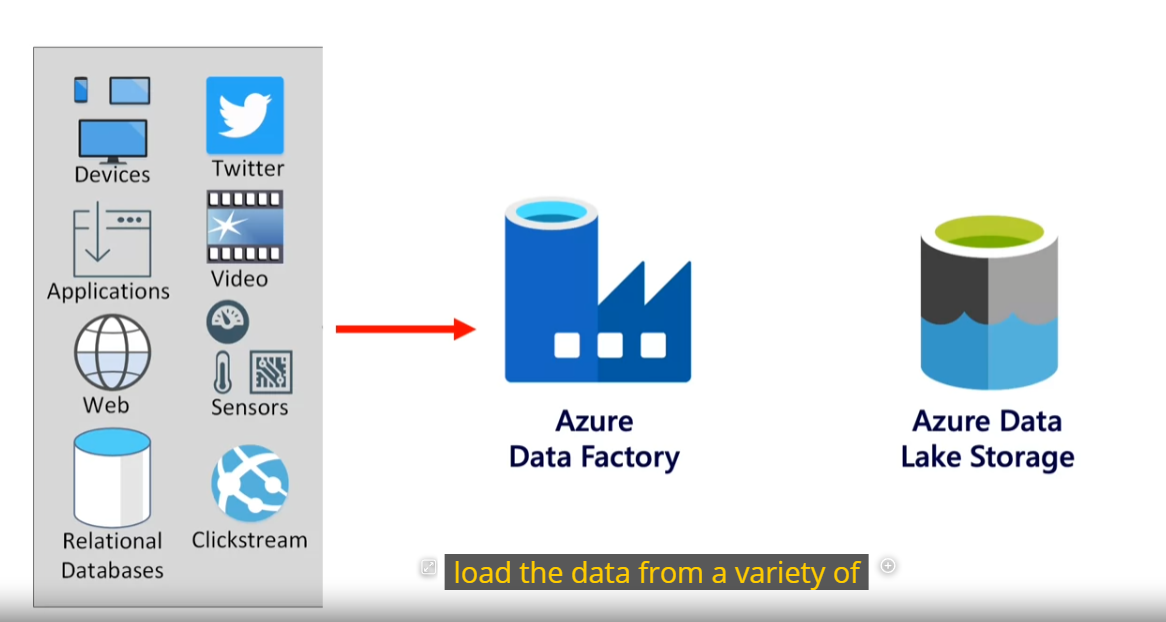 Devices
Twitter
Applications
Video
Web
Sensors
Relational
Databases
Clickstream
Azure
Data Factory
Azure Data
Lake Storage
load the data from a variety of